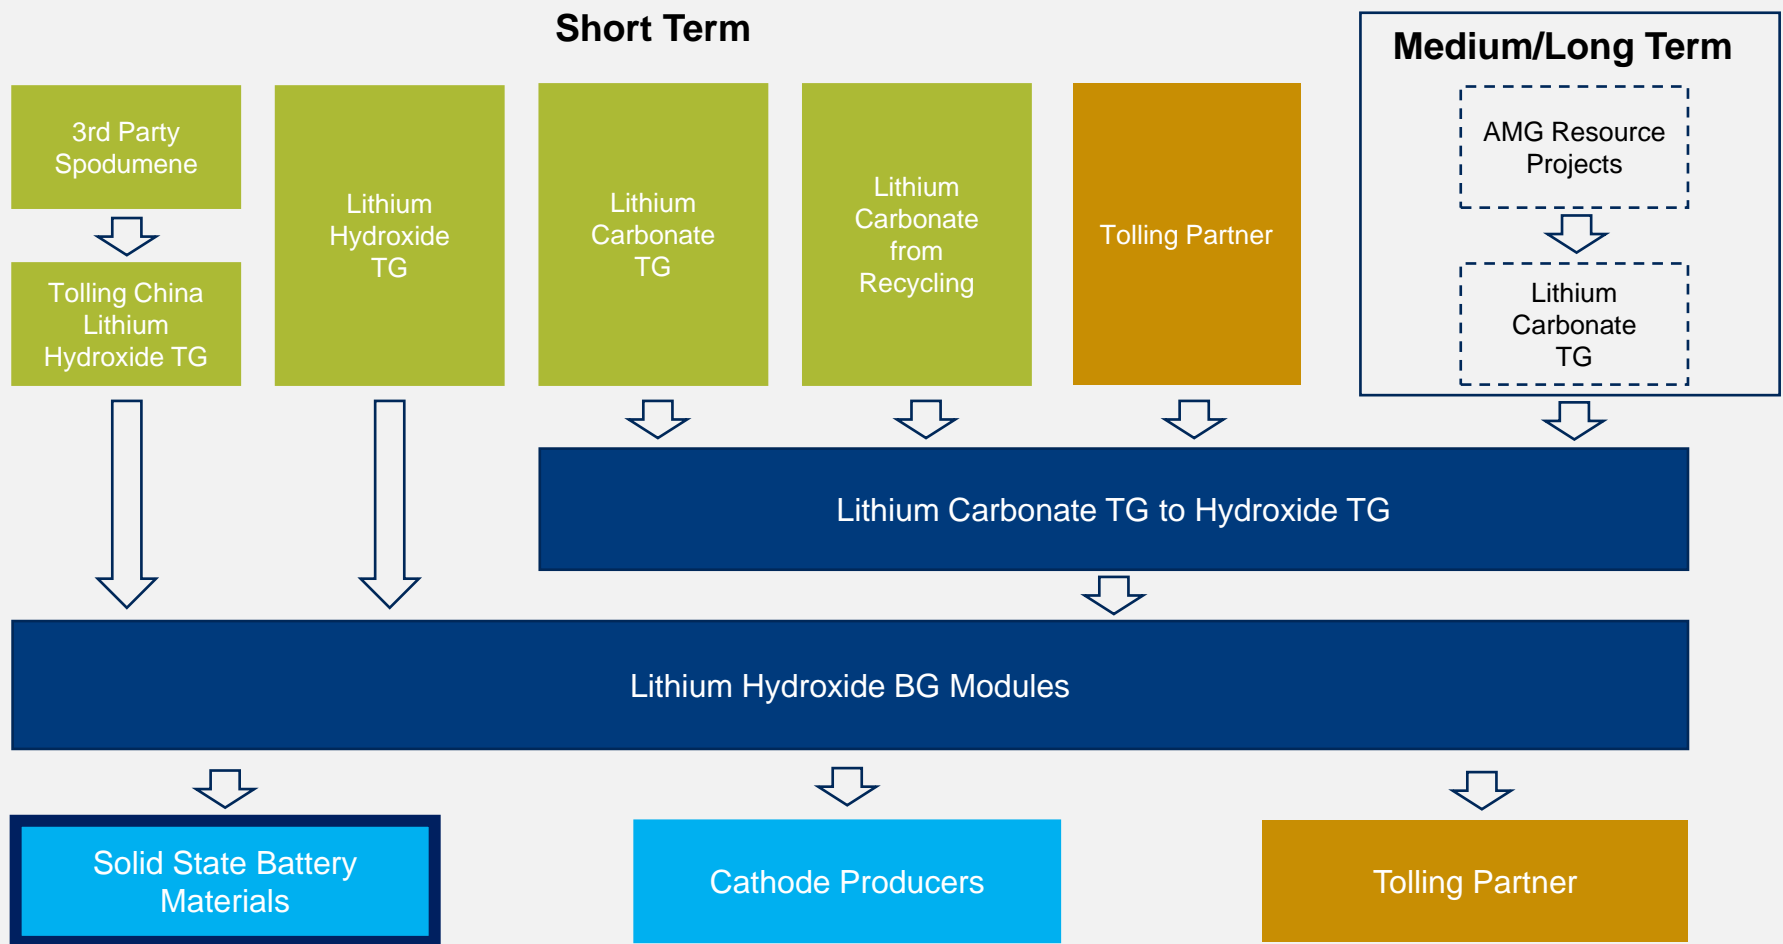 Short Term
Medium/Long Term
3rd Party
Spodumene
Tolling China
Lithium
Hydroxide TG
Lithium
Hydroxide
TG
Lithium
Carbonate
TG
Lithium
Carbonate
from
Recycling
Tolling Partner
AMG Resource
Projects
Lithium
Carbonate
TG
Lithium Carbonate TG to Hydroxide TG
Lithium Hydroxide BG Modules
Solid State Battery
Materials
Cathode Producers
Tolling Partner